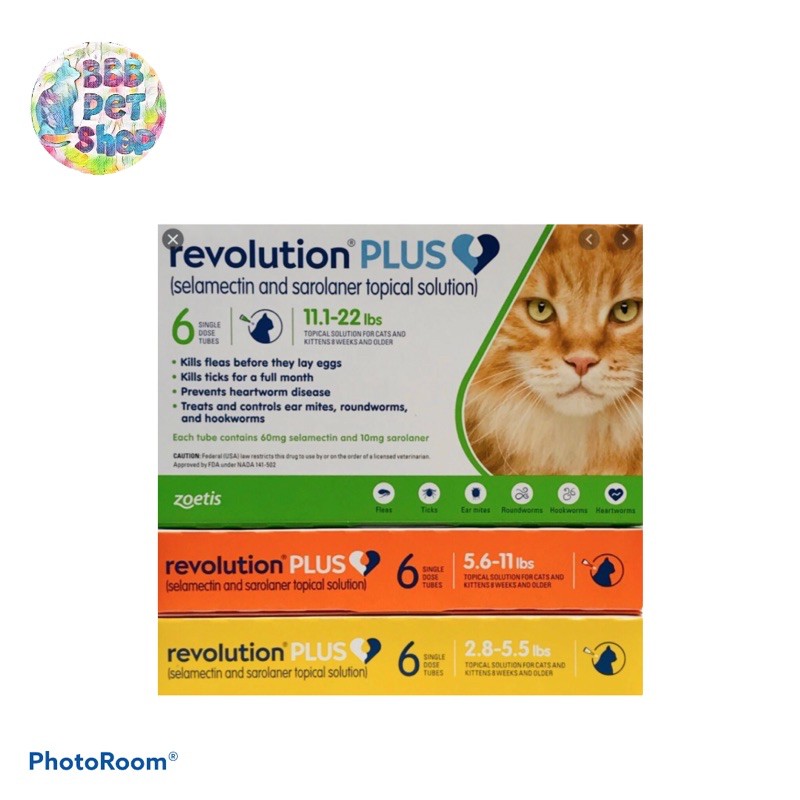 BBB
Pet
Shop
revolution® PLUS
(selamectin and sarolaner topical solution)
6 SINGLE DOSE TUBES
11.1-22 lbs
TOPICAL SOLUTION FOR CATS AND
KITTENS 8 WEEKS AND OLDER
• Kills fleas before they lay eggs
• Kills ticks for a full month
• Prevents heartworm disease
• Treats and controls ear mites, roundworms,
and hookworms
Each tube contains 60mg selamectin and 10mg sarolaner
CAUTION: Federal (USA) law restricts this drug to use by or on the order of a licensed veterinarian.
Approved by FDA under NADA 141-502
zoetis
Fleas Ticks Ear mites Roundworms Hookworms Heartworms
revolution® PLUS
(selamectin and sarolaner topical solution)
6 SINGLE DOSE TUBES
5.6-11 lbs
TOPICAL SOLUTION FOR CATS AND
KITTENS 8 WEEKS AND OLDER
revolution® PLUS
(selamectin and sarolaner topical solution)
6 SINGLE DOSE TUBES
2.8-5.5 lbs
TOPICAL SOLUTION FOR CATS AND
KITTENS 8 WEEKS AND OLDER
PhotoRoom®